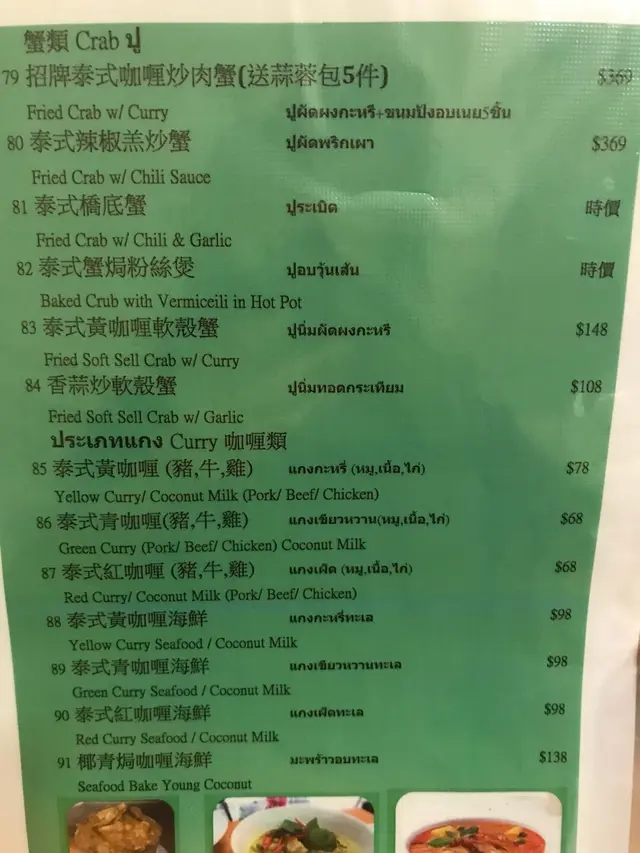 蟹類 Crab ปู
79 招牌泰式咖喱炒肉蟹(送蒜蓉包5件) $369
Fried Crab w/ Curry ปูผัดผงกะหรี่+ขนมปังอบเนย5ชิ้น
80 泰式辣椒羔炒蟹 ปูผัดพริกเผา $369
Fried Crab w/ Chili Sauce
81 泰式橋底蟹 ปูระเบิด 時價
Fried Crab w/ Chili & Garlic
82 泰式蟹焗粉絲煲 ปูอบวุ้นเส้น 時價
Baked Crub with Vermiceili in Hot Pot
83 泰式黃咖喱軟殼蟹 ปูนิ่มผัดผงกะหรี่ $148
Fried Soft Sell Crab w/ Curry
84 香蒜炒軟殼蟹 ปูนิ่มทอดกระเทียม $108
Fried Soft Sell Crab w/ Garlic
ประเภทแกง Curry 咖喱類
85 泰式黃咖喱 (豬,牛,雞) แกงกะหรี่ (หมู,เนื้อ,ไก่) $78
Yellow Curry/ Coconut Milk (Pork/ Beef/ Chicken)
86 泰式青咖喱(豬,牛,雞) แกงเขียวหวาน(หมู,เนื้อ,ไก่) $68
Green Curry (Pork/ Beef/ Chicken) Coconut Milk
87 泰式紅咖喱 (豬,牛,雞) แกงเผ็ด (หมู,เนื้อ,ไก่) $68
Red Curry/ Coconut Milk (Pork/ Beef/ Chicken)
88 泰式黃咖喱海鮮 แกงกะหรี่ทะเล $98
Yellow Curry Seafood / Coconut Milk
89 泰式青咖喱海鮮 แกงเขียวหวานทะเล $98
Green Curry Seafood / Coconut Milk
90 泰式紅咖喱海鮮 แกงเผ็ดทะเล $98
Red Curry Seafood / Coconut Milk
91 椰青焗咖喱海鮮 มะพร้าวอบทะเล $138
Seafood Bake Young Coconut